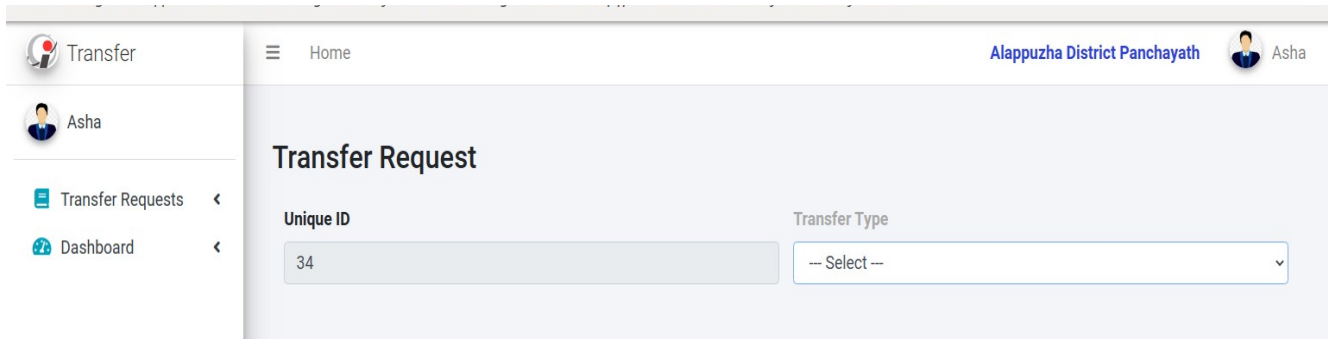 Transfer
Home
Alappuzha District Panchayath
Asha
Asha
Transfer Requests
Dashboard
Transfer Request
Unique ID
Transfer Type
34
--- Select ---